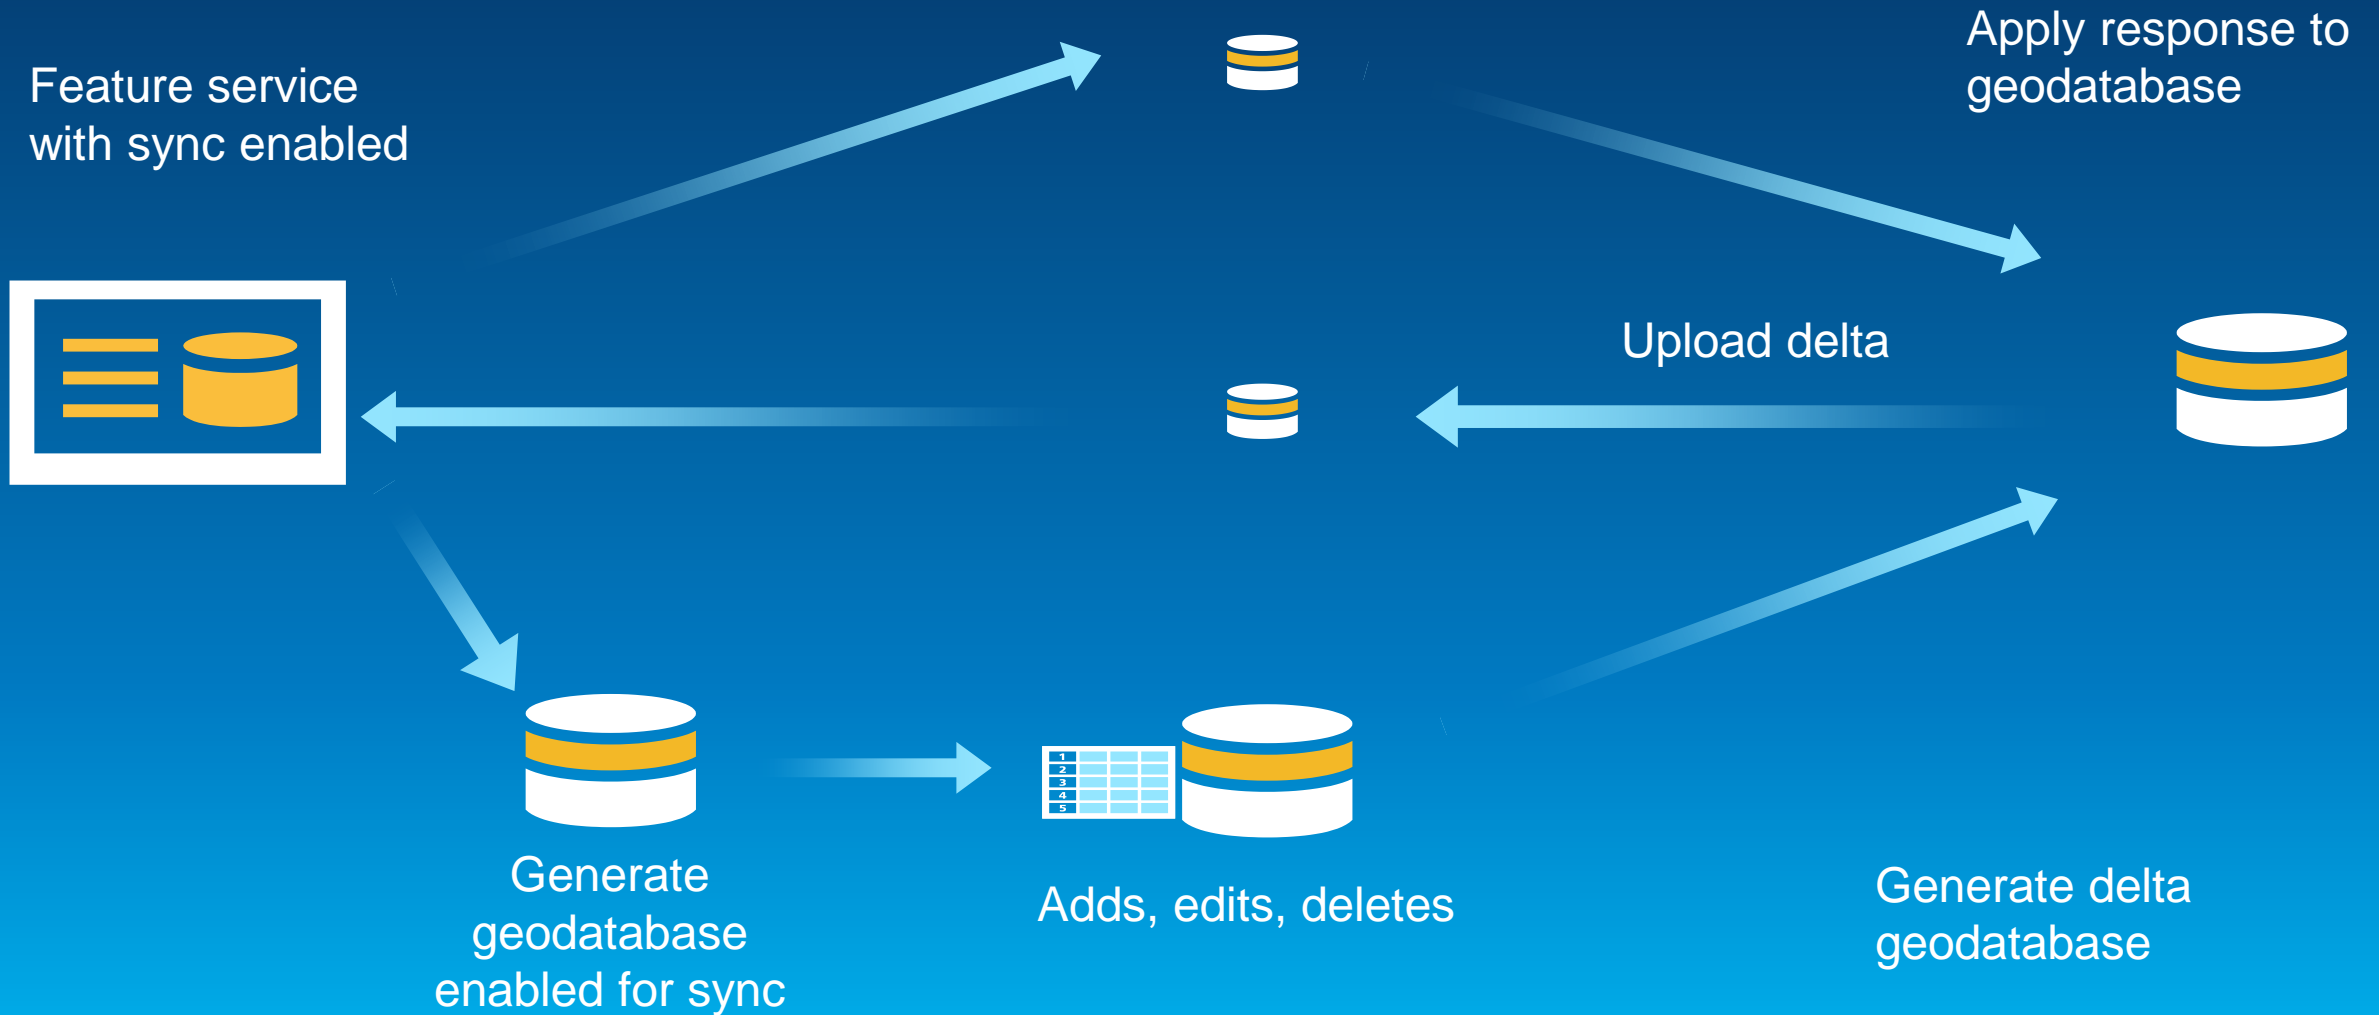 Feature service
with sync enabled
Apply response to
geodatabase
Upload delta
1
2
3
4
5
Generate
geodatabase
enabled for sync
Adds, edits, deletes
Generate delta
geodatabase